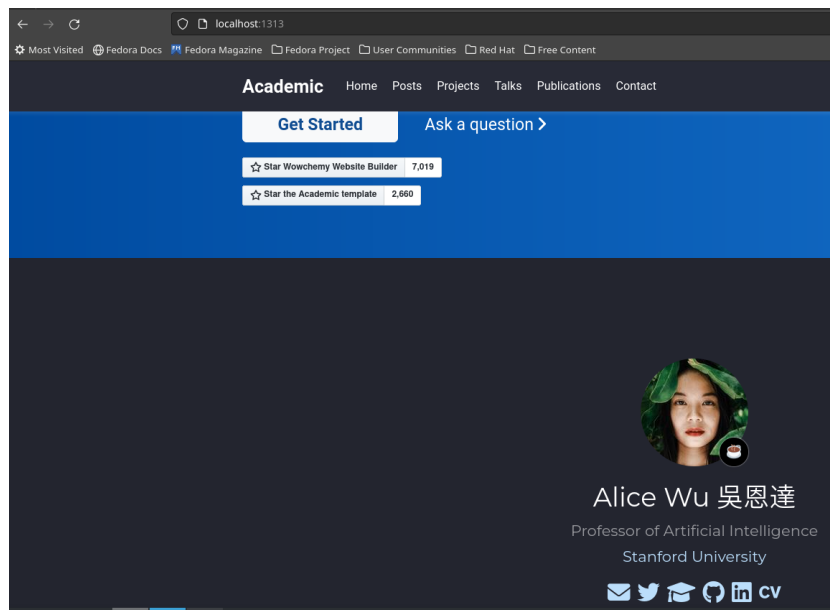 localhost:1313
Most Visited Fedora Docs Fedora Magazine Fedora Project User Communities Red Hat Free Content
Academic Home Posts Projects Talks Publications Contact
Get Started Ask a question
Star Wowchemy Website Builder 7,019
Star the Academic template 2,660
Alice Wu 吳恩達
Professor of Artificial Intelligence
Stanford University
CV